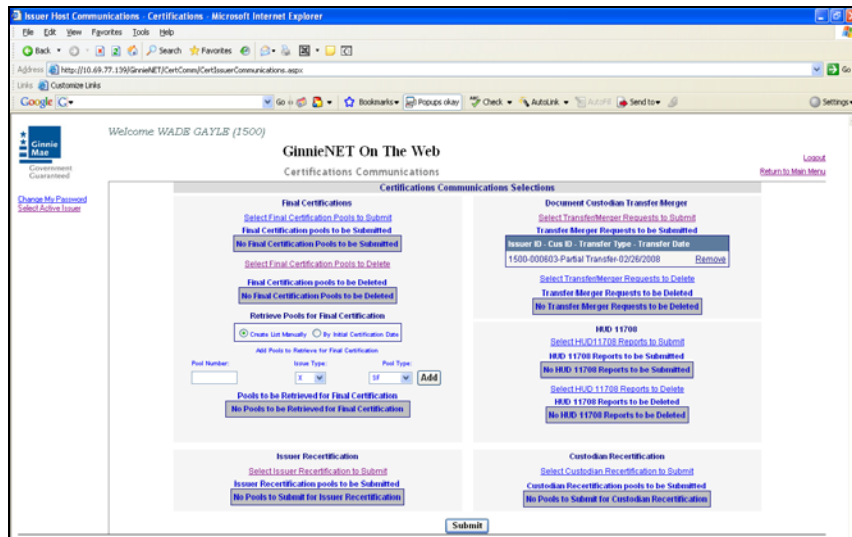 Issuer Host Communications - Certifications - Microsoft Internet Explorer
File Edit View Favorites Tools Help
Back Search Favorites
Address http://10.69.77.139/GinnieNET/CertComm/CertIssuerCommunications.aspx Go
Links Customize Links
Google Go Bookmarks Popups okay Check AutoLink AutoFill Send to Settings
Welcome WADE GAYLE (1500)
Ginnie Mae
Government Guaranteed
GinnieNET On The Web
Logout
Certifications Communications
Return to Main Menu
Change My Password
Select Active Issuer
Certifications Communications Selections
Final Certifications
Select Final Certification Pools to Submit
Final Certification pools to be Submitted
No Final Certification Pools to be Submitted
Select Final Certification Pools to Delete
Final Certification pools to be Deleted
No Final Certification Pools to be Deleted
Retrieve Pools for Final Certification
Create List Manually By Initial Certification Date
Add Pools to Retrieve for Final Certification
Pool Number: Issue Type: Pool Type:
X SF Add
Pools to be Retrieved for Final Certification
No Pools to be Retrieved for Final Certification
Document Custodian Transfer Merger
Select Transfer/Merger Requests to Submit
Transfer Merger Requests to be Submitted
Issuer ID - Cus ID - Transfer Type - Transfer Date
1500-000603-Partial Transfer-02/26/2008 Remove
Select Transfer/Merger Requests to Delete
Transfer Merger Requests to be Deleted
No Transfer Merger Requests to be Deleted
HUD 11708
Select HUD11708 Reports to Submit
HUD 11708 Reports to be Submitted
No HUD 11708 Reports to be Submitted
Select HUD 11708 Reports to Delete
HUD 11708 Reports to be Deleted
No HUD 11708 Reports to be Deleted
Issuer Recertification
Select Issuer Recertification to Submit
Issuer Recertification pools to be Submitted
No Pools to Submit for Issuer Recertification
Custodian Recertification
Select Custodian Recertification to Submit
Custodian Recertification pools to be Submitted
No Pools to Submit for Custodian Recertification
Submit